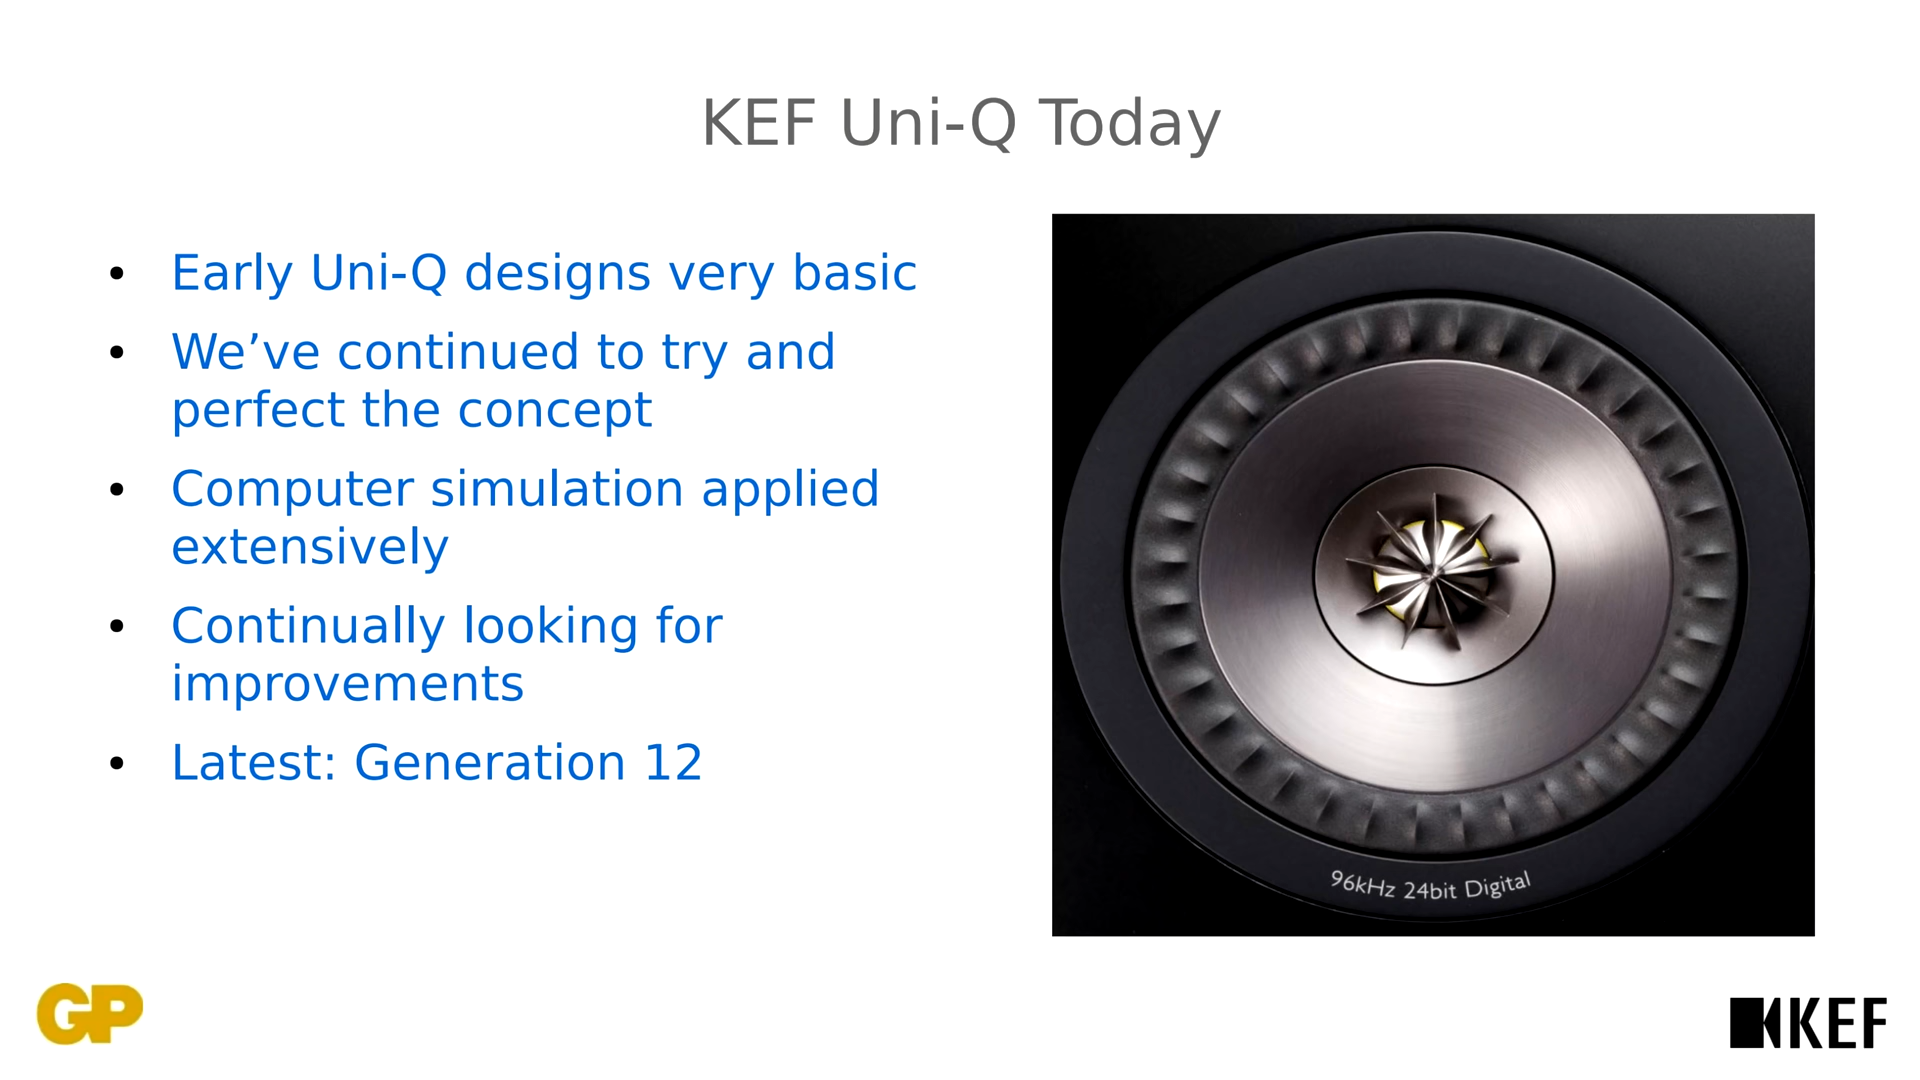 KEF Uni-Q Today
• Early Uni-Q designs very basic
• We’ve continued to try and
perfect the concept
• Computer simulation applied
extensively
• Continually looking for
improvements
• Latest: Generation 12
96kHz 24bit Digital
GP
KEF